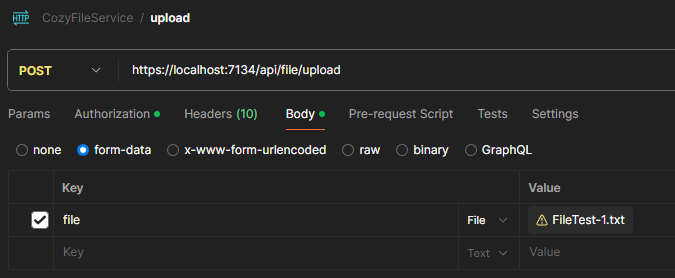 HTTP CozyFileService / upload
POST https://localhost:7134/api/file/upload
Params Authorization Headers (10) Body Pre-request Script Tests Settings
none form-data x-www-form-urlencoded raw binary GraphQL
Key Value
file File FileTest-1.txt
Key Text Value